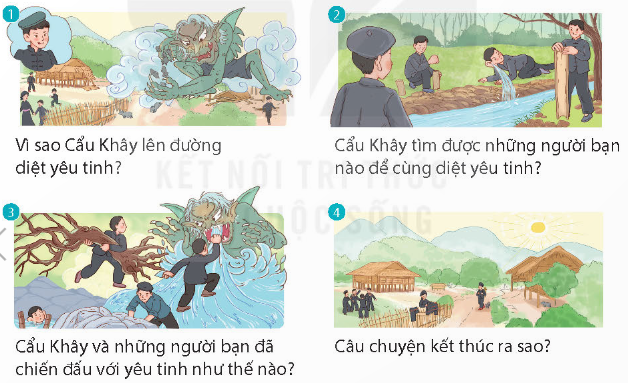 1
Vì sao Cẩu Khây lên đường
diệt yêu tinh?
2
Cẩu Khây tìm được những người bạn
nào để cùng diệt yêu tinh?
KẾT NỐI TRI THỨC
CUỘC SỐNG
3
Cẩu Khây và những người bạn đã
chiến đấu với yêu tinh như thế nào?
4
Câu chuyện kết thúc ra sao?